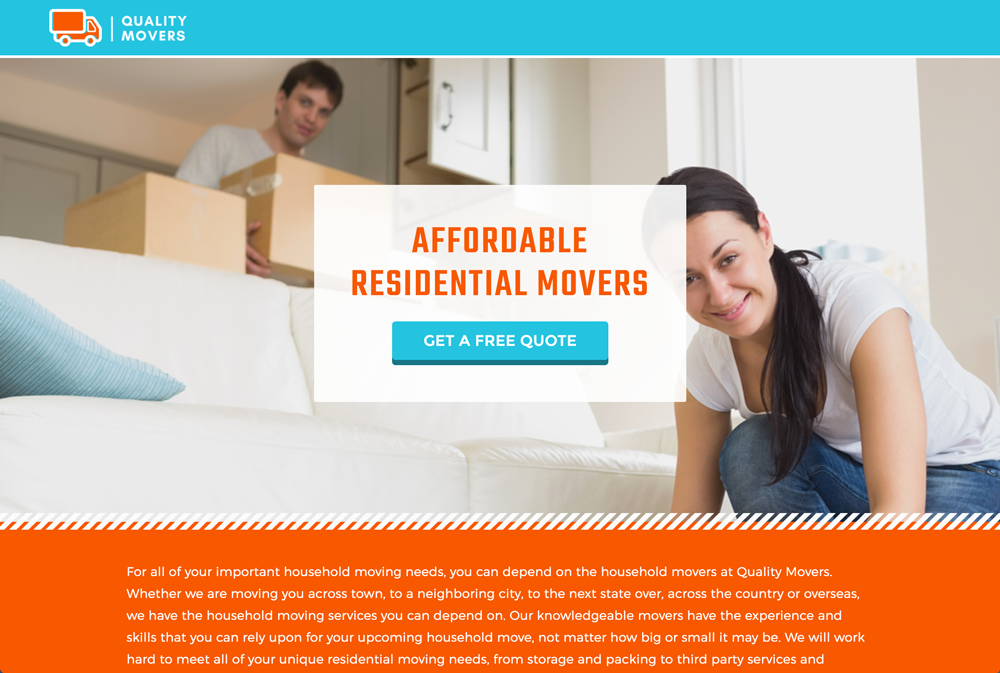 QUALITY
MOVERS
AFFORDABLE
RESIDENTIAL MOVERS
GET A FREE QUOTE
For all of your important household moving needs, you can depend on the household movers at Quality Movers.
Whether we are moving you across town, to a neighboring city, to the next state over, across the country or overseas,
we have the household moving services you can depend on. Our knowledgeable movers have the experience and
skills that you can rely upon for your upcoming household move, not matter how big or small it may be. We will work
hard to meet all of your unique residential moving needs, from storage and packing to third party services and